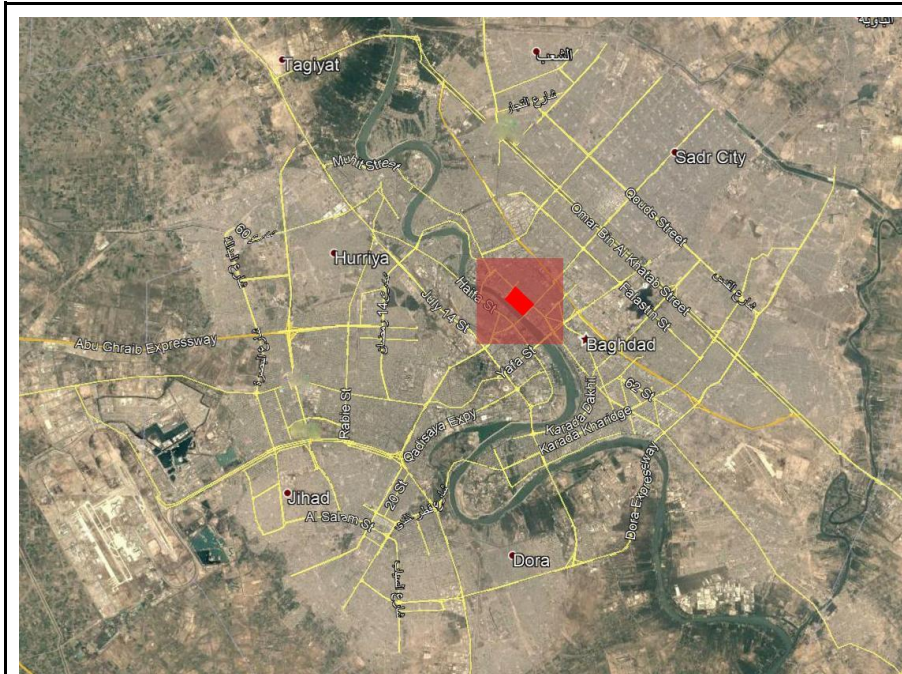 Tagiyat
الشعب
Sadr City
Muhit Street
Qouds Street
Omar Bin Al Khatab Street
60
Hurriya
Haifa St
July 14 St
Falastin St
Abu Ghraib Expressway
Baghdad
Yafa St
62 St
Rabie St
Karada Dakhil
Karada Kharidge
Qadisaya Expy
Dora Expressway
20 St
Jihad
Al Salam St
Dora